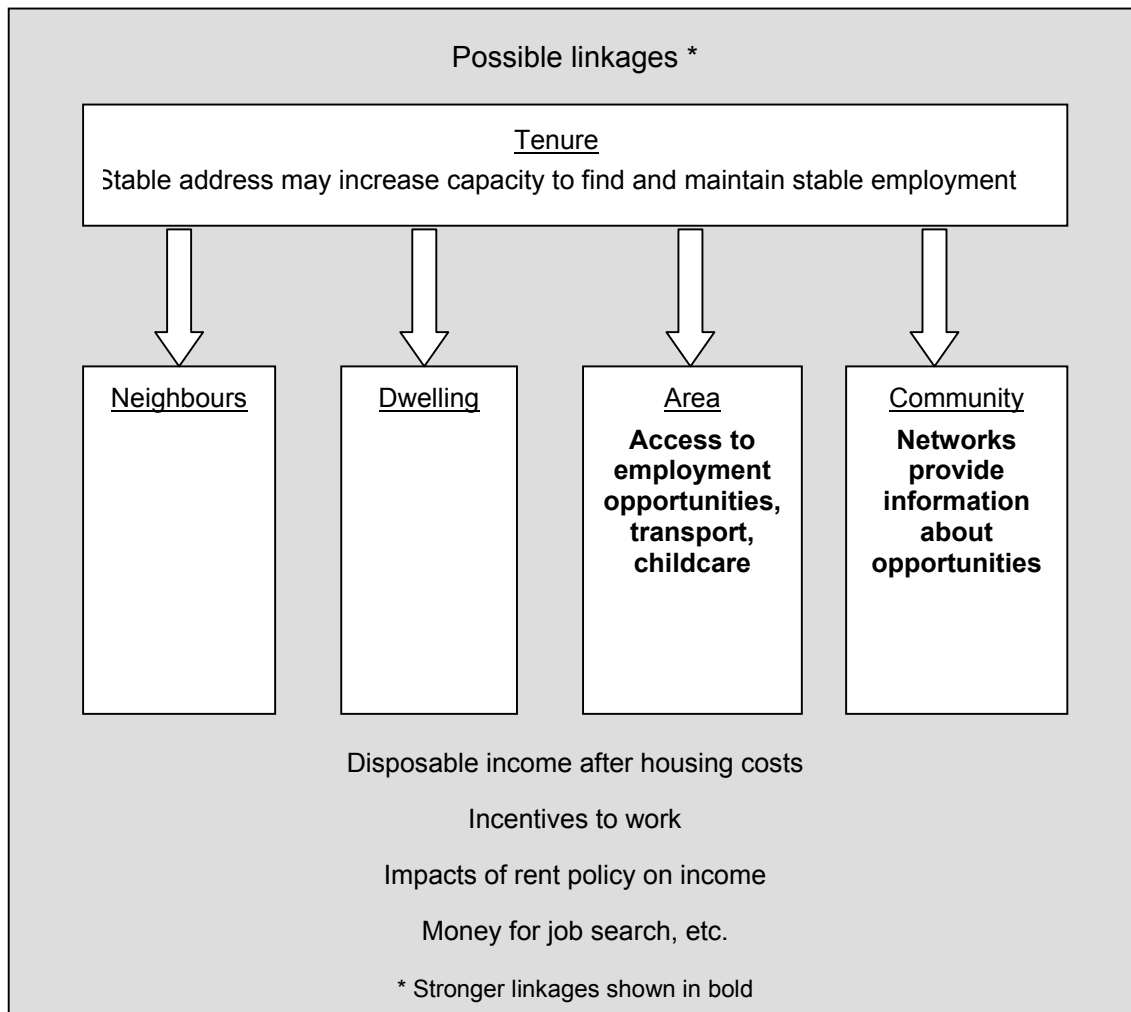 Possible linkages *
Tenure
Stable address may increase capacity to find and maintain stable employment
Neighbours
Dwelling
Area
Access to
employment
opportunities,
transport,
childcare
Community
Networks
provide
information
about
opportunities
Disposable income after housing costs
Incentives to work
Impacts of rent policy on income
Money for job search, etc.
* Stronger linkages shown in bold